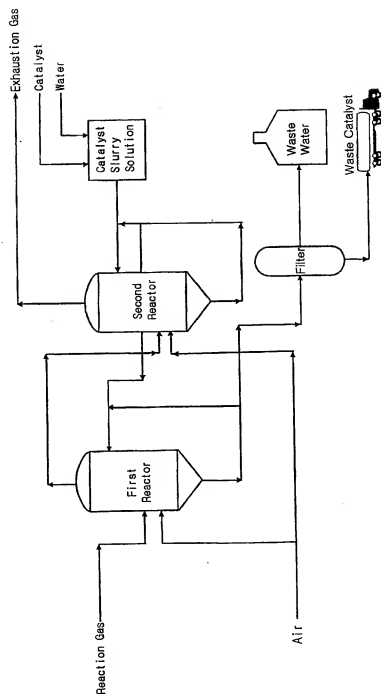 Exhaustion Gas
Catalyst
Water
Catalyst
Slurry
Solution
Second
Reactor
First
Reactor
Reaction Gas
Air
Filter
Waste
Water
Waste Catalyst